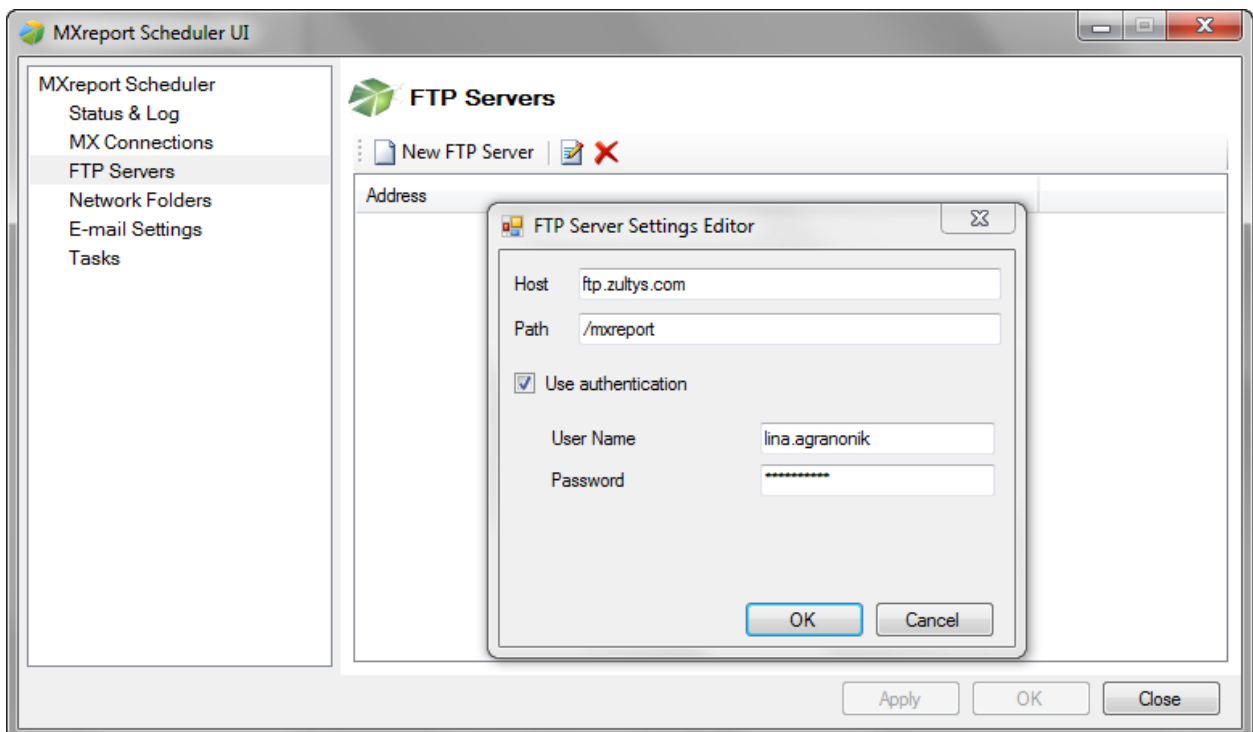 MXreport Scheduler UI
MXreport Scheduler
Status & Log
MX Connections
FTP Servers
Network Folders
E-mail Settings
Tasks
FTP Servers
New FTP Server
Address
FTP Server Settings Editor
Host ftp.zultys.com
Path /mxreport
Use authentication
User Name lina.agranonik
Password **********
OK Cancel
Apply OK Close